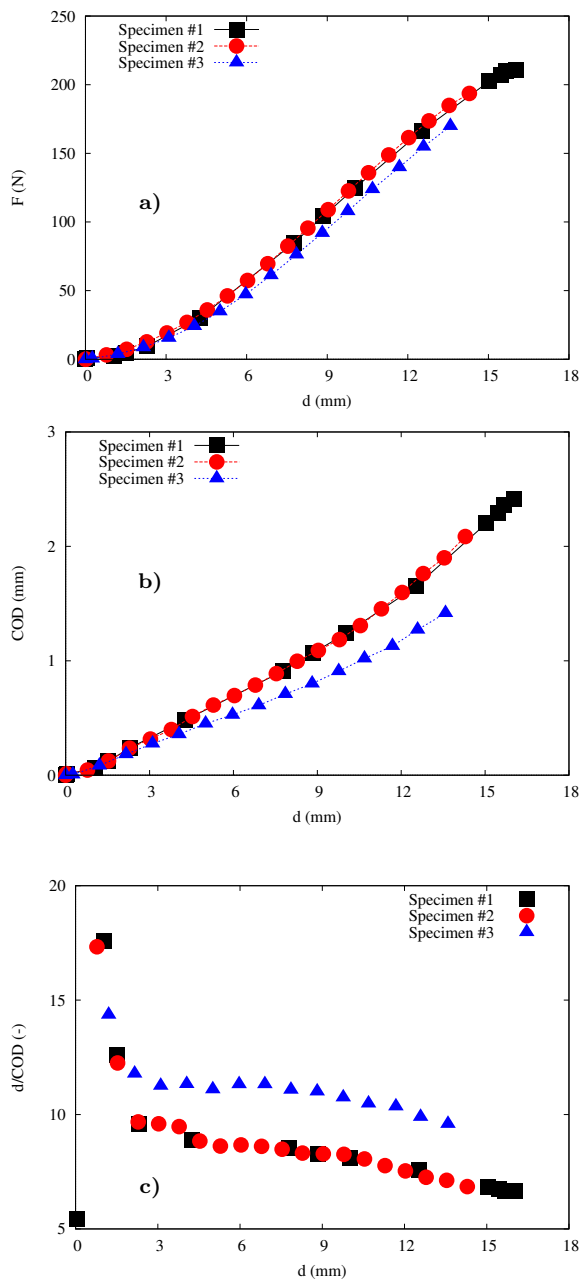 Specimen #1
Specimen #2
Specimen #3
250
200
150
100
50
0
F (N)
a)
0 3 6 9 12 15 18
d (mm)
Specimen #1
Specimen #2
Specimen #3
3
2
1
0
COD (mm)
b)
0 3 6 9 12 15 18
d (mm)
Specimen #1
Specimen #2
Specimen #3
20
15
10
5
d/COD (-)
c)
0 3 6 9 12 15 18
d (mm)